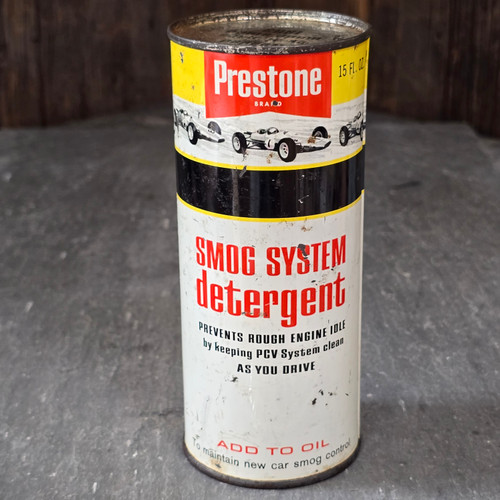 Prestone
BRAND
15 FL. OZ
SMOG SYSTEM
detergent
PREVENTS ROUGH ENGINE IDLE
by keeping PCV System clean
AS YOU DRIVE
ADD TO OIL
To maintain new car smog control